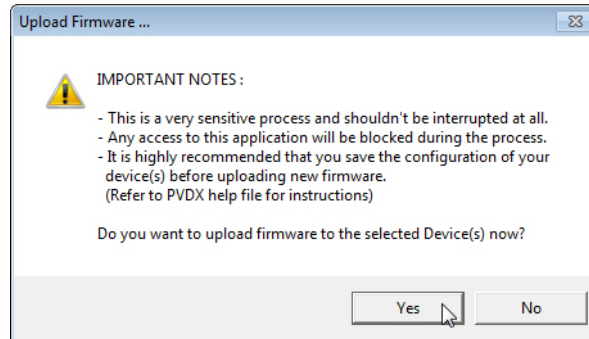 Upload Firmware ...
IMPORTANT NOTES :
- This is a very sensitive process and shouldn't be interrupted at all.
- Any access to this application will be blocked during the process.
- It is highly recommended that you save the configuration of your
device(s) before uploading new firmware.
(Refer to PVDX help file for instructions)
Do you want to upload firmware to the selected Device(s) now?
Yes
No